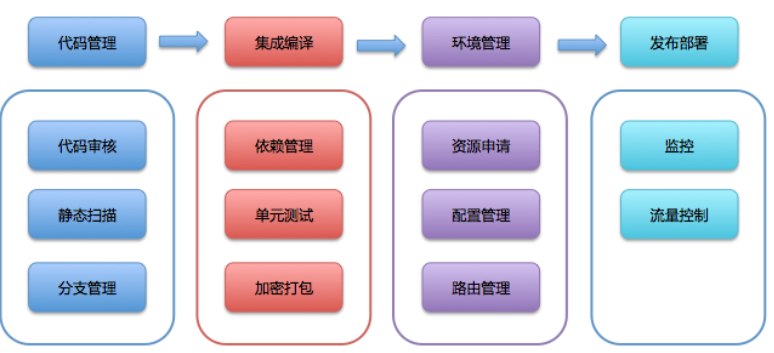 代码管理
集成编译
环境管理
发布部署
代码审核
依赖管理
资源申请
监控
静态扫描
单元测试
配置管理
流量控制
分支管理
加密打包
路由管理